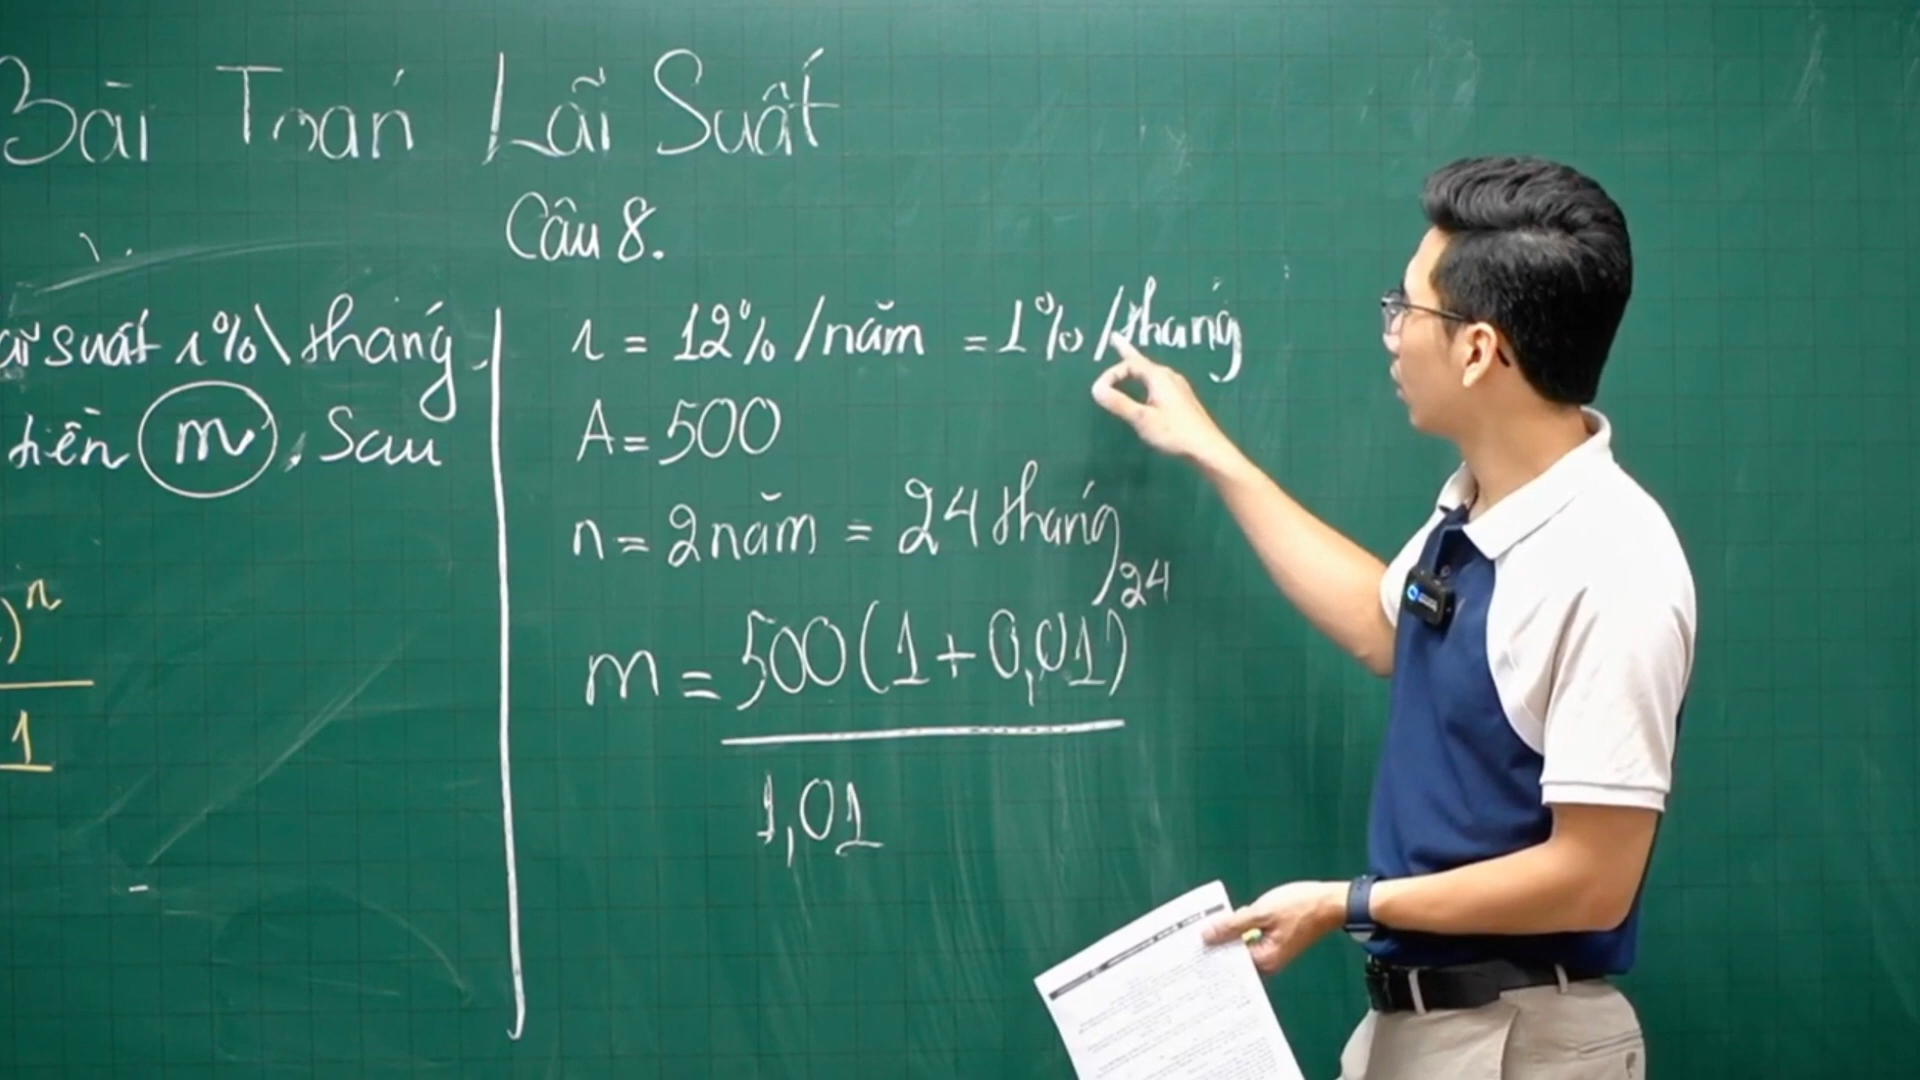 Bài Toán Lãi Suất
Câu 8.
ãi suất 1%\tháng.
tiền m, Sau
)ⁿ
1
r = 12%/năm = 1%/tháng
A = 500
n = 2 năm = 24 tháng
m = 500(1 + 0,01)²⁴
1,01